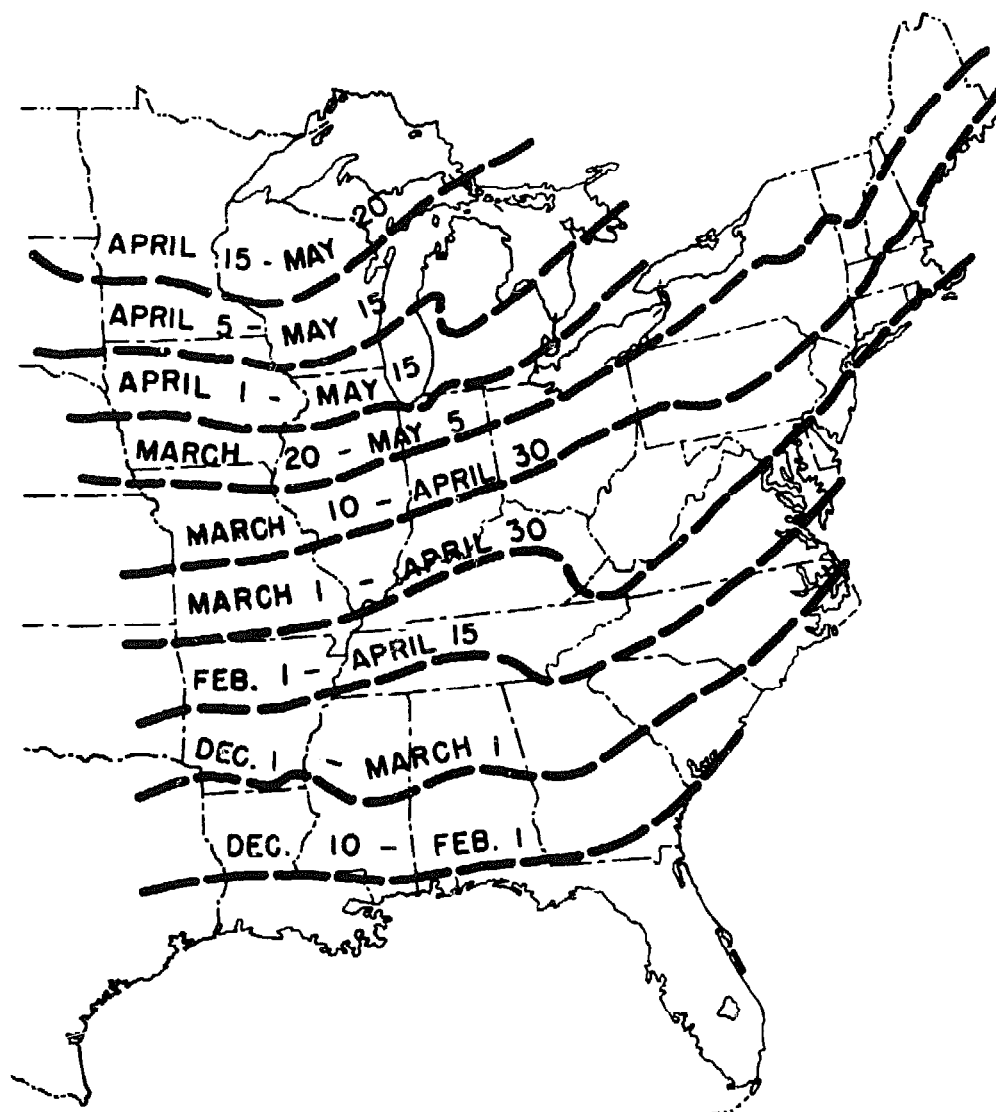 APRIL 15 - MAY 20
APRIL 5 - MAY 15
APRIL 1 - MAY 15
MARCH 20 - MAY 5
MARCH 10 - APRIL 30
MARCH 1 - APRIL 30
FEB. 1 - APRIL 15
DEC. 1 - MARCH 1
DEC. 10 - FEB. 1